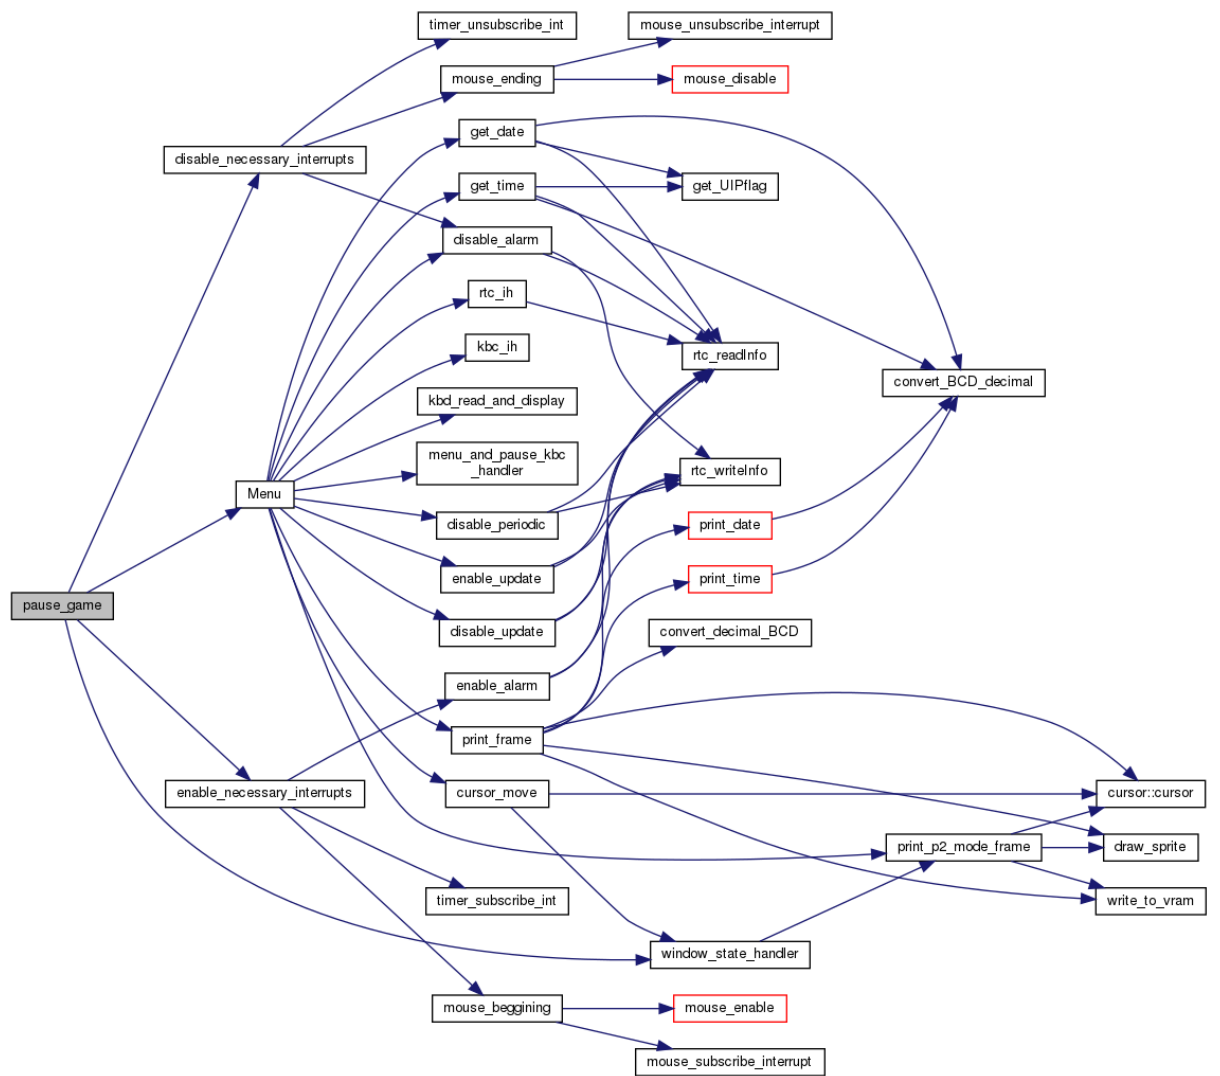 timer_unsubscribe_int
mouse_unsubscribe_interrupt
mouse_ending
mouse_disable
get_date
disable_necessary_interrupts
get_time
get_UIPflag
disable_alarm
rtc_ih
kbc_ih
rtc_readInfo
convert_BCD_decimal
kbd_read_and_display
menu_and_pause_kbc
_handler
rtc_writeInfo
Menu
disable_periodic
print_date
enable_update
print_time
pause_game
disable_update
convert_decimal_BCD
enable_alarm
print_frame
enable_necessary_interrupts
cursor_move
cursor::cursor
print_p2_mode_frame
draw_sprite
timer_subscribe_int
write_to_vram
window_state_handler
mouse_beggining
mouse_enable
mouse_subscribe_interrupt